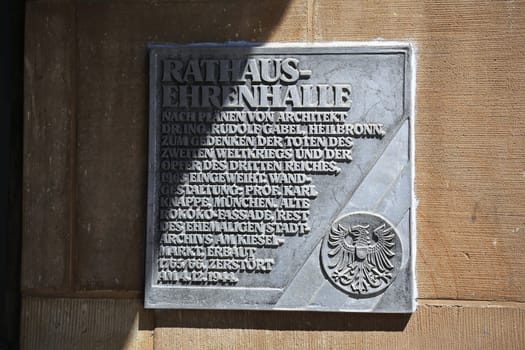 RATHAUS-
EHRENHALLE
NACH PLÄNEN VON ARCHITEKT
DR. ING. RUDOLF GABEL, HEILBRONN,
ZUM GEDENKEN DER TOTEN DES
ZWEITEN WELTKRIEGS UND DER
OPFER DES DRITTEN REICHES,
EINGEWEIHT. WAND-
GESTALTUNG: PROF. KARL
KNAPPE, MÜNCHEN. ALTE
ROKOKO-FASSADE, REST
DES EHEMALIGEN STADT-
ARCHIVS AM KIESEL-
MARKT, ERBAUT
1765/66, ZERSTÖRT
AM 4.12.1944.